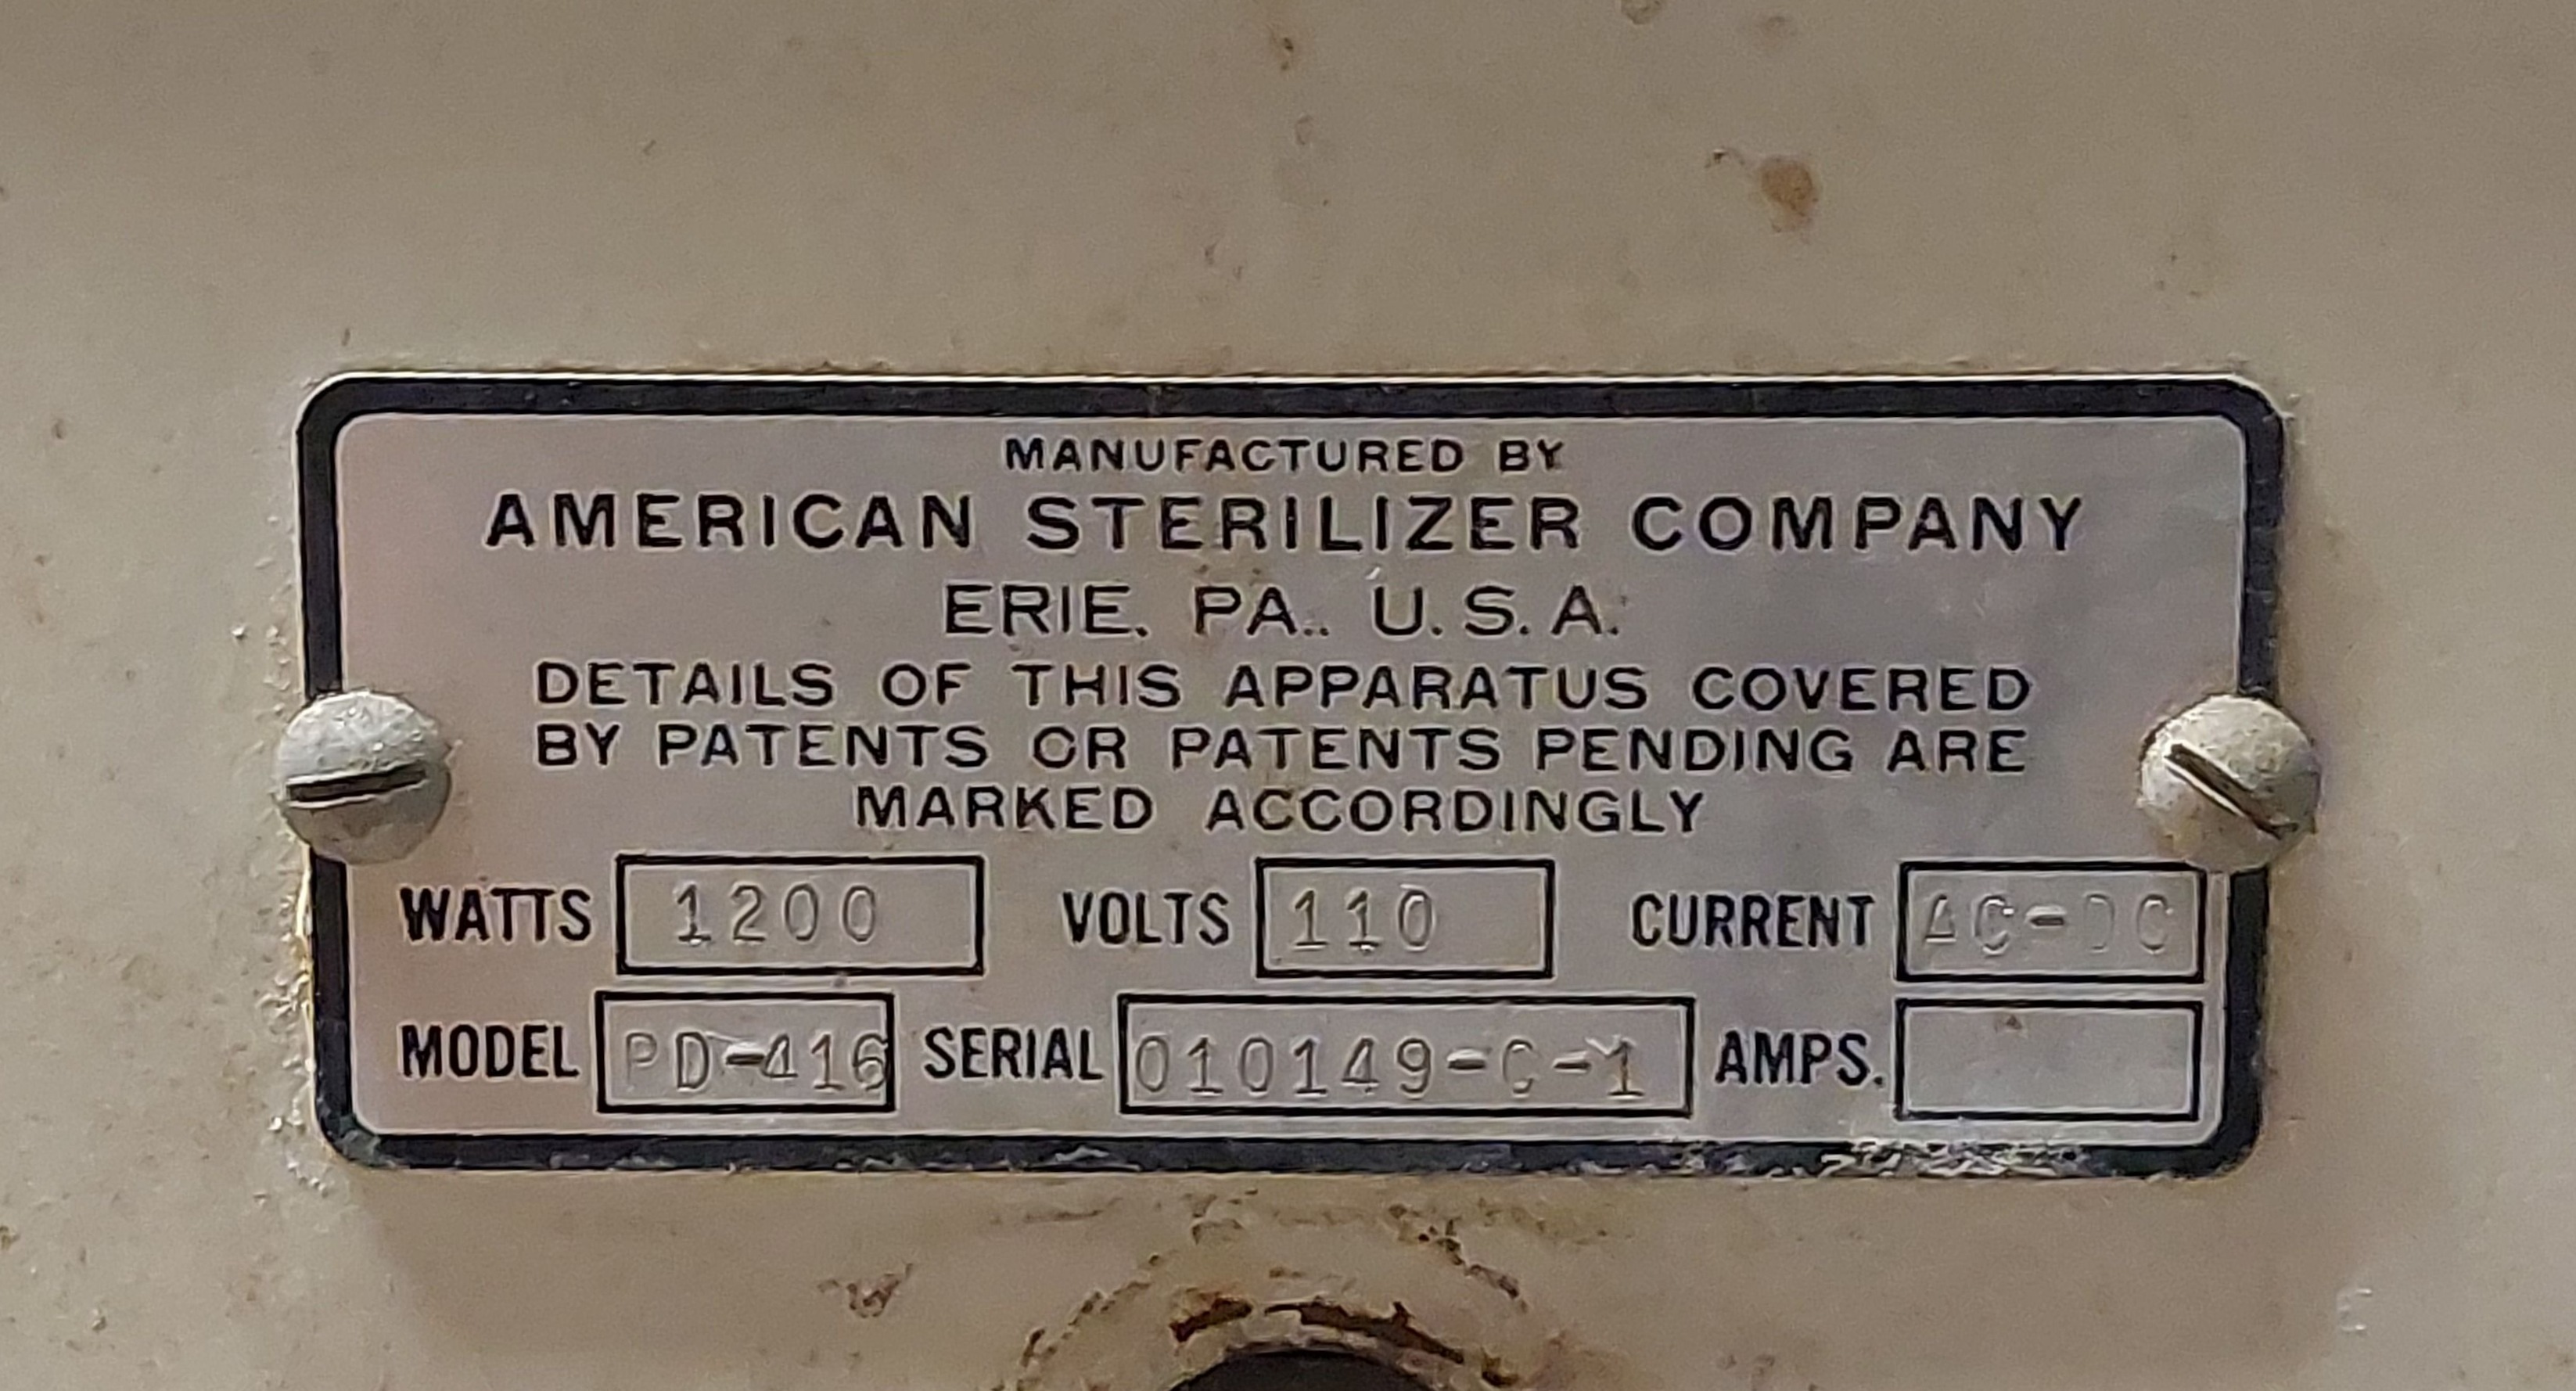 MANUFACTURED BY
AMERICAN STERILIZER COMPANY
ERIE, PA., U.S.A.
DETAILS OF THIS APPARATUS COVERED
BY PATENTS OR PATENTS PENDING ARE
MARKED ACCORDINGLY
WATTS 1200 VOLTS 110 CURRENT AC-DC
MODEL PD-416 SERIAL 010149-C-1 AMPS.